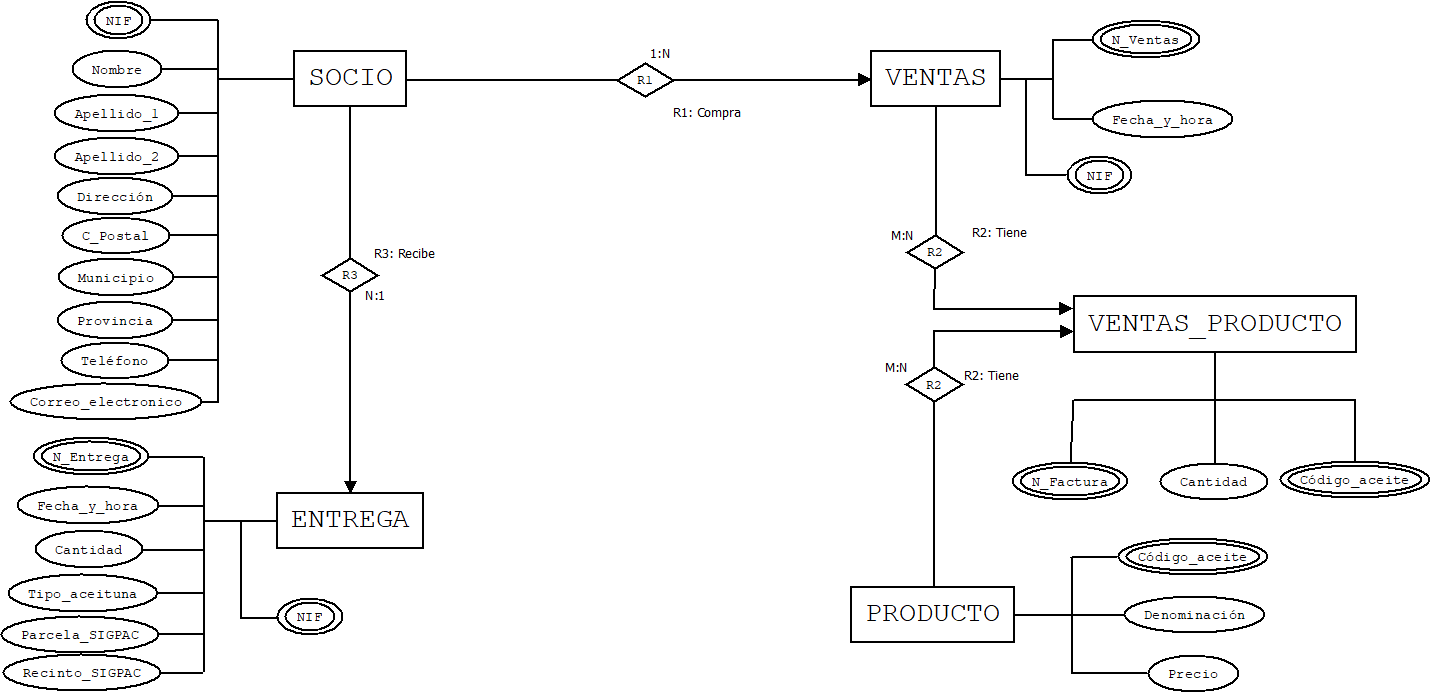 NIF
Nombre
Apellido_1
Apellido_2
Dirección
C_Postal
Municipio
Provincia
Teléfono
Correo_electronico
SOCIO
1:N
R1
R1: Compra
VENTAS
N_Ventas
Fecha_y_hora
NIF
R3: Recibe
R3
N:1
M:N
R2: Tiene
R2
VENTAS_PRODUCTO
M:N
R2: Tiene
R2
N_Factura
Cantidad
Código_aceite
N_Entrega
Fecha_y_hora
Cantidad
Tipo_aceituna
Parcela_SIGPAC
Recinto_SIGPAC
ENTREGA
NIF
PRODUCTO
Código_aceite
Denominación
Precio